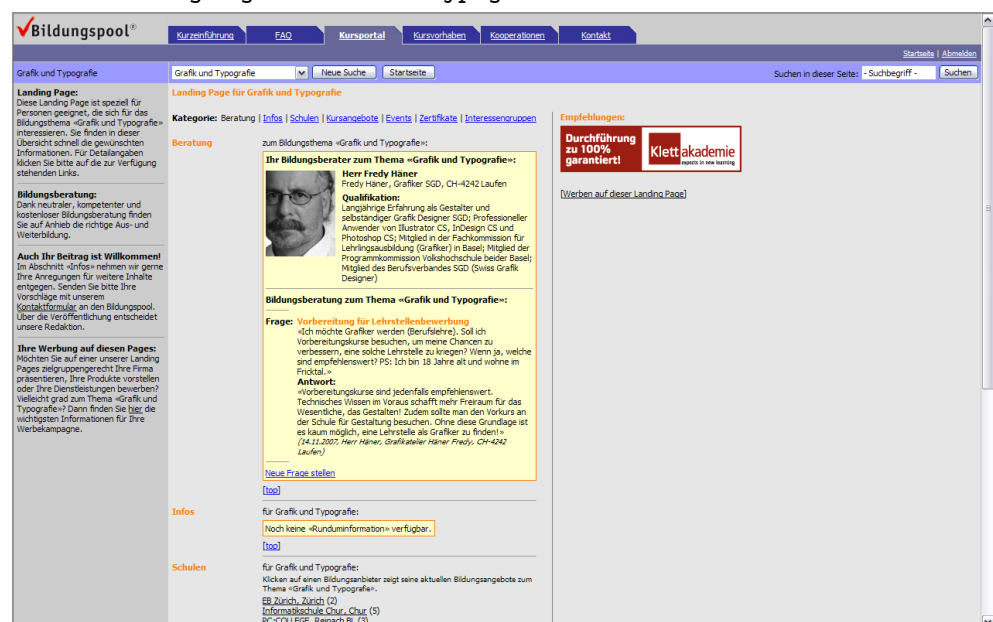 Bildungspool®
Kurzeinführung
FAQ
Kursportal
Kursvorhaben
Kooperationen
Kontakt
Startseite | Abmelden
Grafik und Typografie
Grafik und Typografie
Neue Suche
Startseite
Suchen in dieser Seite:
- Suchbegriff -
Suchen
Landing Page:
Diese Landing Page ist speziell für
Personen geeignet, die sich für das
Bildungsthema «Grafik und Typografie»
interessieren. Sie finden in dieser
Übersicht schnell die gewünschten
Informationen. Für Detailangaben
klicken Sie bitte auf die zur Verfügung
stehenden Links.
Bildungsberatung:
Dank neutraler, kompetenter und
kostenloser Bildungsberatung finden
Sie auf Anhieb die richtige Aus- und
Weiterbildung.
Auch Ihr Beitrag ist Willkommen!
Im Abschnitt «Infos» nehmen wir gerne
Ihre Anregungen für weitere Inhalte
entgegen. Senden Sie bitte Ihre
Vorschläge mit unserem
Kontaktformular an den Bildungspool.
Über die Veröffentlichung entscheidet
unsere Redaktion.
Ihre Werbung auf diesen Pages:
Möchten Sie auf einer unserer Landing
Pages zielgruppengerecht Ihre Firma
präsentieren, Ihre Produkte vorstellen
oder Ihre Dienstleistungen bewerben?
Vielleicht grad zum Thema «Grafik und
Typografie»? Dann finden Sie hier die
wichtigsten Informationen für Ihre
Werbekampagne.
Landing Page für Grafik und Typografie
Kategorie: Beratung | Infos | Schulen | Kursangebote | Events | Zertifikate | Interessengruppen
Beratung
zum Bildungsthema «Grafik und Typografie»:
Ihr Bildungsberater zum Thema «Grafik und Typografie»:
Herr Fredy Häner
Fredy Häner, Grafiker SGD, CH-4242 Laufen
Qualifikation:
Langjährige Erfahrung als Gestalter und
selbständiger Grafik Designer SGD; Professioneller
Anwender von Illustrator CS, InDesign CS und
Photoshop CS; Mitglied in der Fachkommission für
Lehrlingsausbildung (Grafiker) in Basel; Mitglied der
Programmkommission Volkshochschule beider Basel;
Mitglied des Berufsverbandes SGD (Swiss Grafik
Designer)
Bildungsberatung zum Thema «Grafik und Typografie»:
Frage: Vorbereitung für Lehrstellenbewerbung
«Ich möchte Grafiker werden (Berufslehre). Soll ich
Vorbereitungskurse besuchen, um meine Chancen zu
verbessern, eine solche Lehrstelle zu kriegen? Wenn ja, welche
sind empfehlenswert? PS: Ich bin 18 Jahre alt und wohne im
Fricktal.»
Antwort:
«Vorbereitungskurse sind jedenfalls empfehlenswert.
Technisches Wissen im Voraus schafft mehr Freiraum für das
Wesentliche, das Gestalten! Zudem sollte man den Vorkurs an
der Schule für Gestaltung besuchen. Ohne diese Grundlage ist
es kaum möglich, eine Lehrstelle als Grafiker zu finden!»
(14.11.2007, Herr Häner, Grafikatelier Häner Fredy, CH-4242
Laufen)
Neue Frage stellen
[top]
Infos
für Grafik und Typografie:
Noch keine «Runduminformation» verfügbar.
[top]
Schulen
für Grafik und Typografie:
Klicken auf einen Bildungsanbieter zeigt seine aktuellen Bildungsangebote zum
Thema «Grafik und Typografie».
EB Zürich, Zürich (2)
Informatikschule Chur, Chur (5)
PC-COLLEGE, Reinach BL (3)
Empfehlungen:
Durchführung
zu 100%
garantiert!
Klett akademie
experts in new learning
[Werben auf dieser Landing Page]